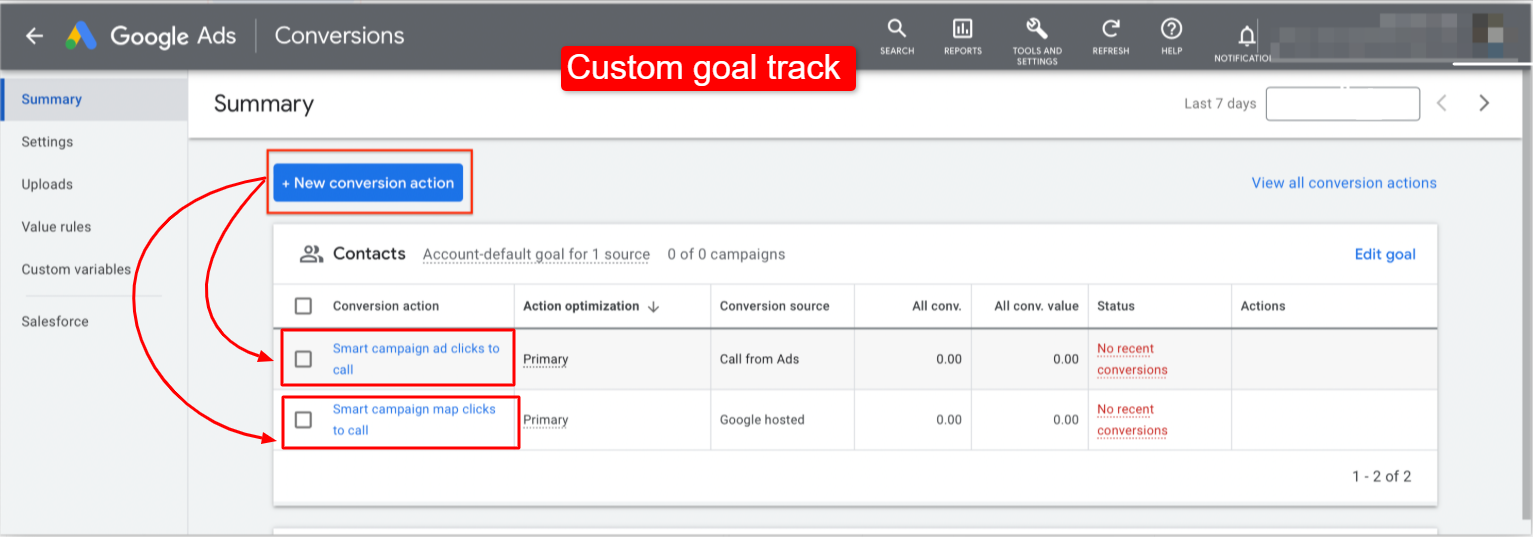 Google Ads
Conversions
SEARCH
REPORTS
TOOLS AND
SETTINGS
REFRESH
HELP
Custom goal track
Summary
Settings
Uploads
Value rules
Custom variables
Salesforce
Summary
Last 7 days
+ New conversion action
View all conversion actions
Contacts
Account-default goal for 1 source
0 of 0 campaigns
Edit goal
Conversion action
Action optimization
Conversion source
All conv.
All conv. value
Status
Actions
Smart campaign ad clicks to
call
Primary
Call from Ads
0.00
0.00
No recent
conversions
Smart campaign map clicks
to call
Primary
Google hosted
0.00
0.00
No recent
conversions
1 - 2 of 2